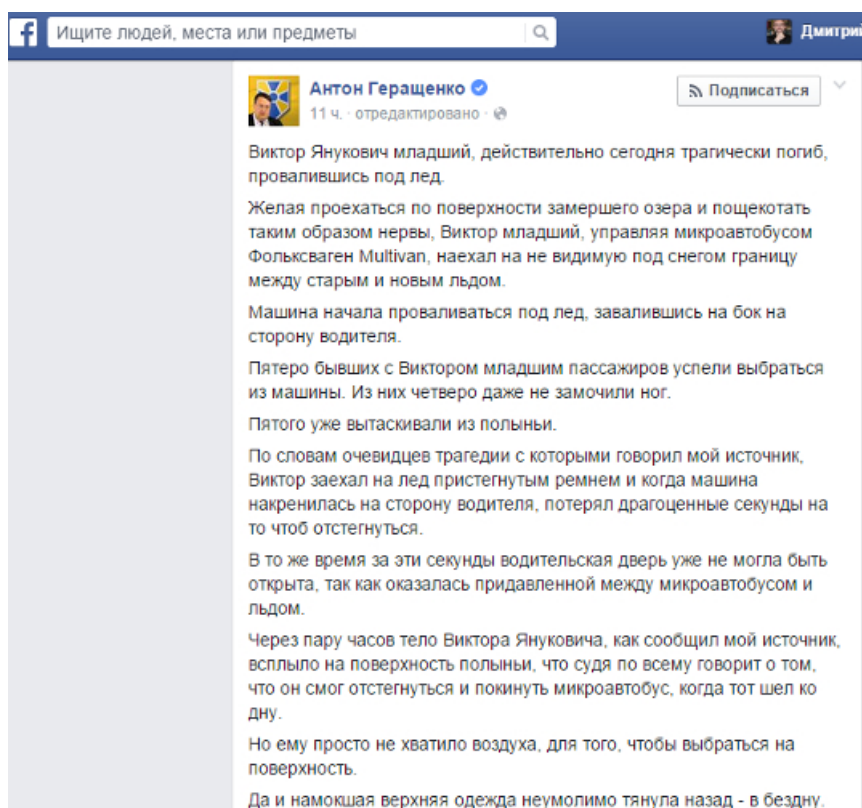 f
Ищите людей, места или предметы
Дмитрий
Антон Геращенко
Подписаться
11 ч. · отредактировано ·
Виктор Янукович младший, действительно сегодня трагически погиб,
провалившись под лед.
Желая проехаться по поверхности замершего озера и пощекотать
таким образом нервы, Виктор младший, управляя микроавтобусом
Фольксваген Multivan, наехал на не видимую под снегом границу
между старым и новым льдом.
Машина начала проваливаться под лед, завалившись на бок на
сторону водителя.
Пятеро бывших с Виктором младшим пассажиров успели выбраться
из машины. Из них четверо даже не замочили ног.
Пятого уже вытаскивали из полыньи.
По словам очевидцев трагедии с которыми говорил мой источник,
Виктор заехал на лед пристегнутым ремнем и когда машина
накренилась на сторону водителя, потерял драгоценные секунды на
то чтоб отстегнуться.
В то же время за эти секунды водительская дверь уже не могла быть
открыта, так как оказалась придавленной между микроавтобусом и
льдом.
Через пару часов тело Виктора Януковича, как сообщил мой источник,
всплыло на поверхность полыньи, что судя по всему говорит о том,
что он смог отстегнуться и покинуть микроавтобус, когда тот шел ко
дну.
Но ему просто не хватило воздуха, для того, чтобы выбраться на
поверхность.
Да и намокшая верхняя одежда неумолимо тянула назад - в бездну.